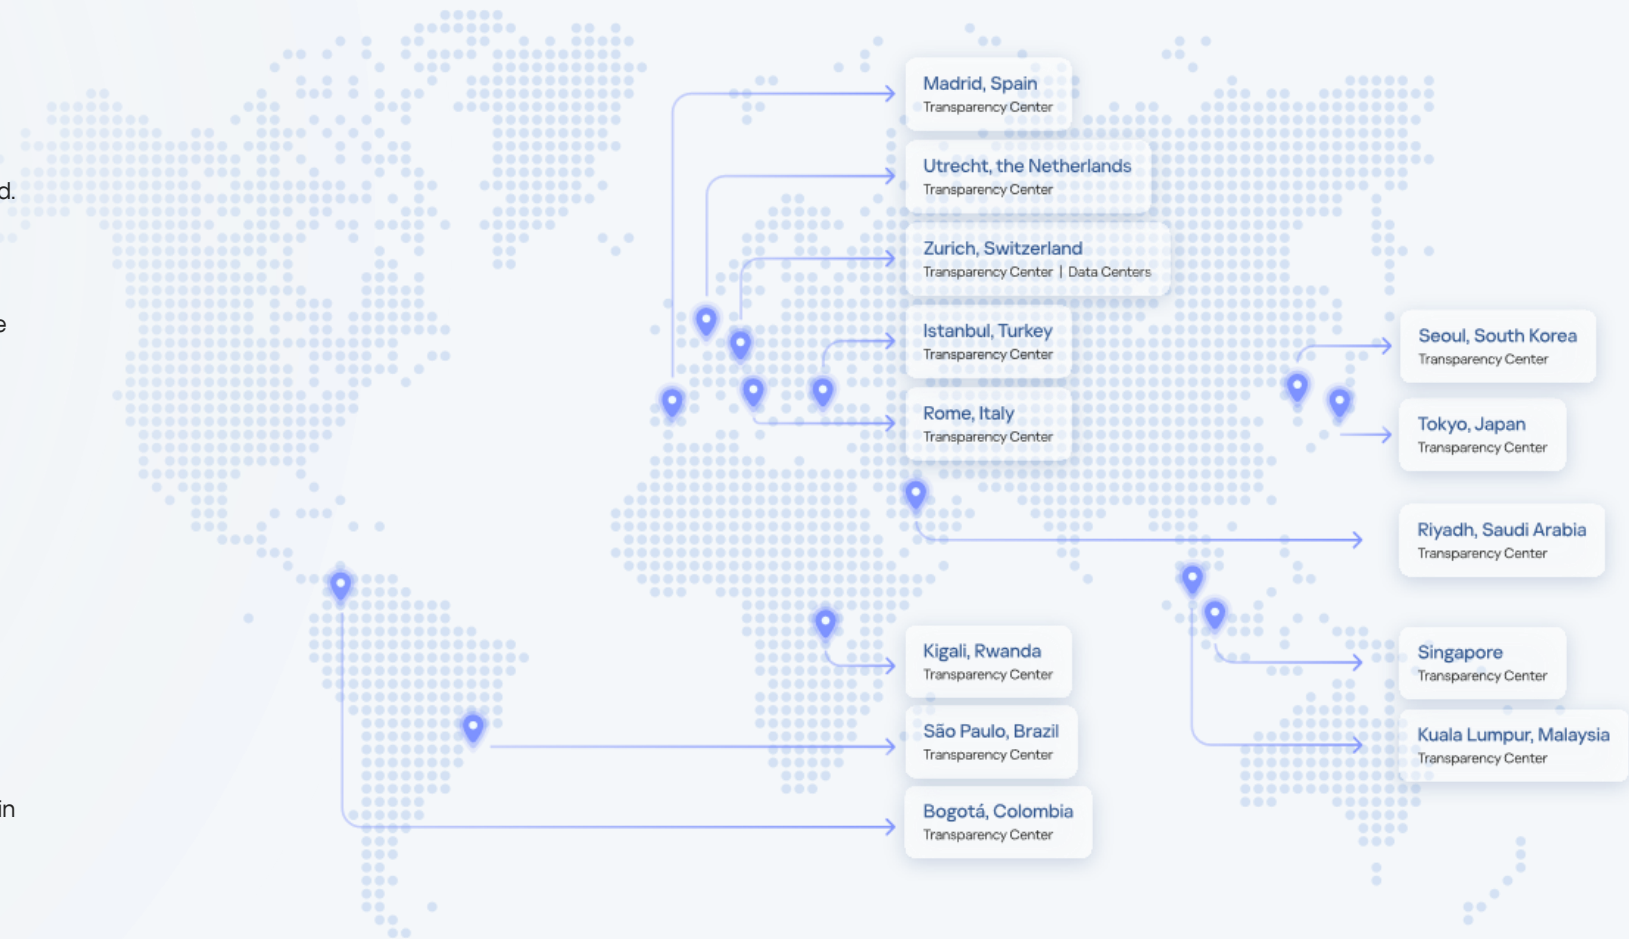 d.
e
in
Madrid, Spain
Transparency Center
Utrecht, the Netherlands
Transparency Center
Zurich, Switzerland
Transparency Center | Data Centers
Istanbul, Turkey
Transparency Center
Rome, Italy
Transparency Center
Seoul, South Korea
Transparency Center
Tokyo, Japan
Transparency Center
Riyadh, Saudi Arabia
Transparency Center
Kigali, Rwanda
Transparency Center
São Paulo, Brazil
Transparency Center
Bogotá, Colombia
Transparency Center
Singapore
Transparency Center
Kuala Lumpur, Malaysia
Transparency Center